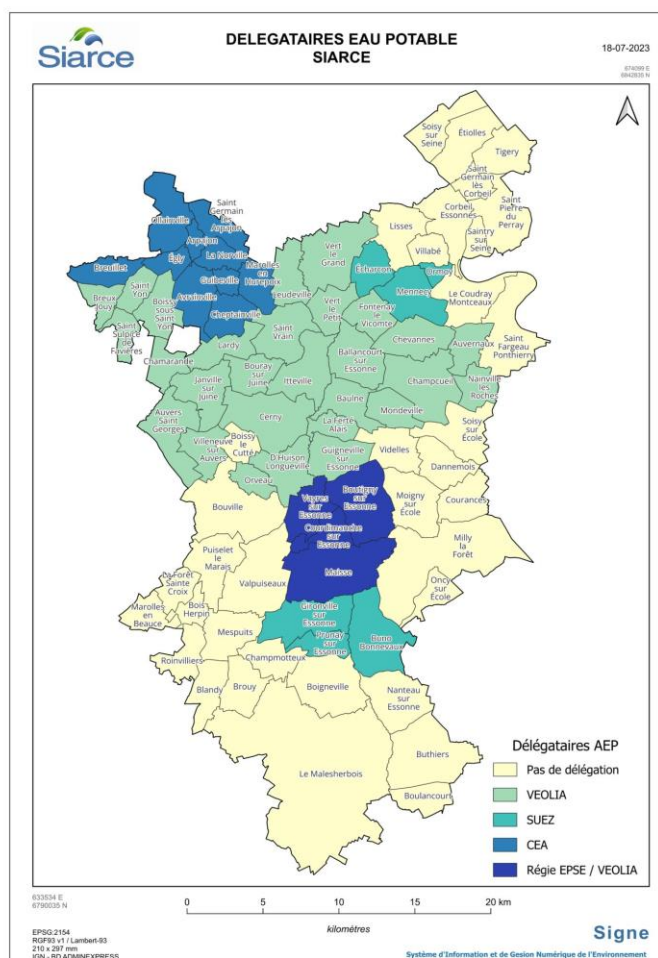 Siarce
DELEGATAIRES EAU POTABLE
SIARCE
18-07-2023
674099 E
6842835 N
Soisy
sur
Seine
Étiolles
Tigery
Saint
Germain
lès
Corbeil
Corbeil
Essonnes
Saint
Pierre
du
Perray
Saintry
sur
Seine
Lisses
Villabé
Ormoy
Écharcon
Mennecy
Le Coudray
Montceaux
Saint
Fargeau
Ponthierry
Saint
Germain
lès
Arpajon
Ollainville
Arpajon
La Norville
Égly
Breuillet
Guibeville
Marolles
en
Hurepoix
Avrainville
Cheptainville
Leudeville
Vert
le
Grand
Vert
le
Petit
Fontenay
le
Vicomte
Saint
Vrain
Breux
Jouy
Saint
Yon
Boissy
sous
Saint
Yon
Saint
Sulpice
de
Favières
Lardy
Chamarande
Bouray
sur
Juine
Janville
sur
Juine
Itteville
Ballancourt
sur
Essonne
Chevannes
Auvernaux
Champcueil
Nainville
les
Roches
Baulne
Mondeville
Cerny
La Ferté
Alais
Auvers
Saint
Georges
Villeneuve
sur
Auvers
Boissy
le
Cutté
D'Huison
Longueville
Guigneville
sur
Essonne
Orveau
Videlles
Soisy
sur
École
Dannemois
Moigny
sur
École
Courances
Milly
la
Forêt
Oncy
sur
École
Bouville
Vayres
sur
Essonne
Boutigny
sur
Essonne
Courdimanche
sur
Essonne
Maisse
Puiselet
le
Marais
Valpuiseaux
La Forêt
Sainte
Croix
Marolles
en
Beauce
Bois
Herpin
Mespuits
Roinvilliers
Gironville
sur
Essonne
Prunay
sur
Essonne
Buno
Bonnevaux
Champmotteux
Blandy
Brouy
Boigneville
Nanteau
sur
Essonne
Le Malesherbois
Buthiers
Boulancourt
Délégataires AEP
Pas de délégation
VEOLIA
SUEZ
CEA
Régie EPSE / VEOLIA
633534 E
6790035 N
0 5 10 15 20 km
kilomètres
EPSG:2154
RGF93 v1 / Lambert-93
210 x 297 mm
IGN - BD ADMINEXPRESS
Signe
Système d'Information et de Gesion Numérique de l'Environnement